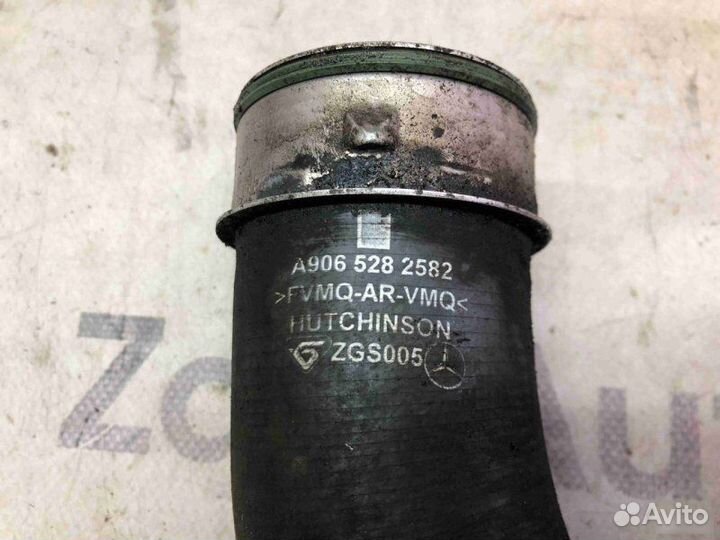 A906 528 2582
>FVMQ-AR-VMQ<
HUTCHINSON
ZGS005
Avito